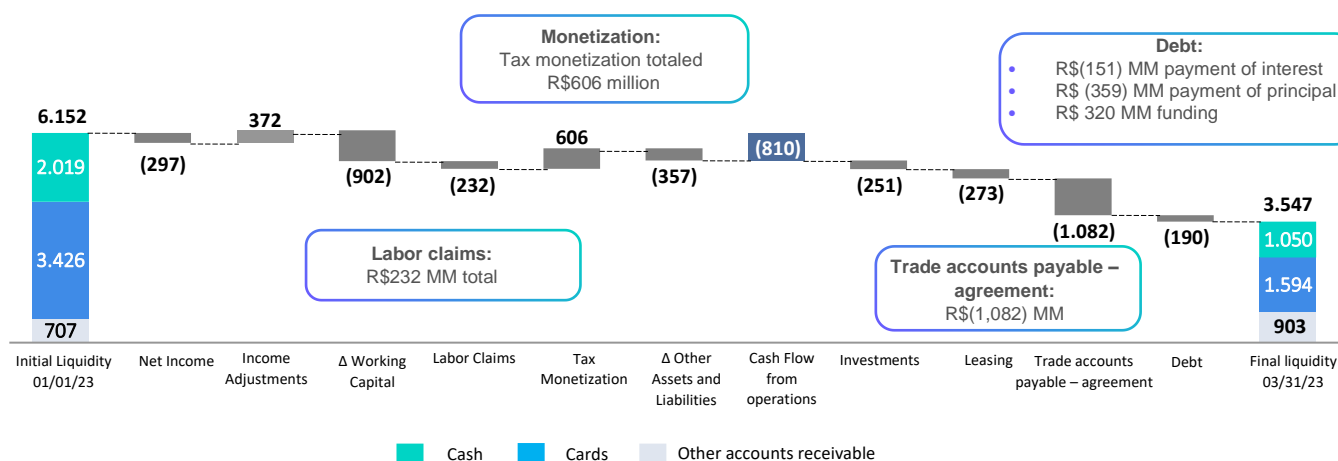 Monetization:
Tax monetization totaled
R$606 million
Debt:
• R$(151) MM payment of interest
• R$ (359) MM payment of principal
• R$ 320 MM funding
6.152
2.019
3.426
707
(297)
372
(902)
(232)
606
(357)
(810)
(251)
(273)
(1.082)
(190)
3.547
1.050
1.594
903
Labor claims:
R$232 MM total
Trade accounts payable –
agreement:
R$(1,082) MM
Initial Liquidity
01/01/23
Net Income
Income
Adjustments
Δ Working
Capital
Labor Claims
Tax
Monetization
Δ Other
Assets and
Liabilities
Cash Flow
from
operations
Investments
Leasing
Trade accounts
payable – agreement
Debt
Final liquidity
03/31/23
Cash
Cards
Other accounts receivable